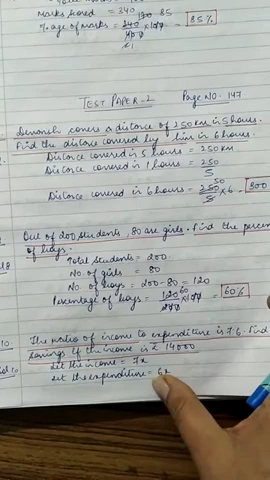 Marks scored = 340
% age of marks = 340/400 × 100 = 85%
TEST PAPER-2 PAGE NO. 147
Devansh covers a distance of 250 km in 5 hours.
Find the distance covered by him in 6 hours.
Distance covered in 5 hours = 250 KM
Distance covered in 1 hours = 250/5
Distance covered in 6 hours = 250/5 × 6 = 300
Out of 200 students, 80 are girls. Find the percen
of boys.
Total students = 200
No of girls = 80
No of boys = 200-80 = 120
Percentage of boys = 120/200 × 100 = 60%
The ratio of income to expenditure is 7:6. Find
savings if the income is ₹ 14000
Let the income = 7x
Let the expenditure = 6x